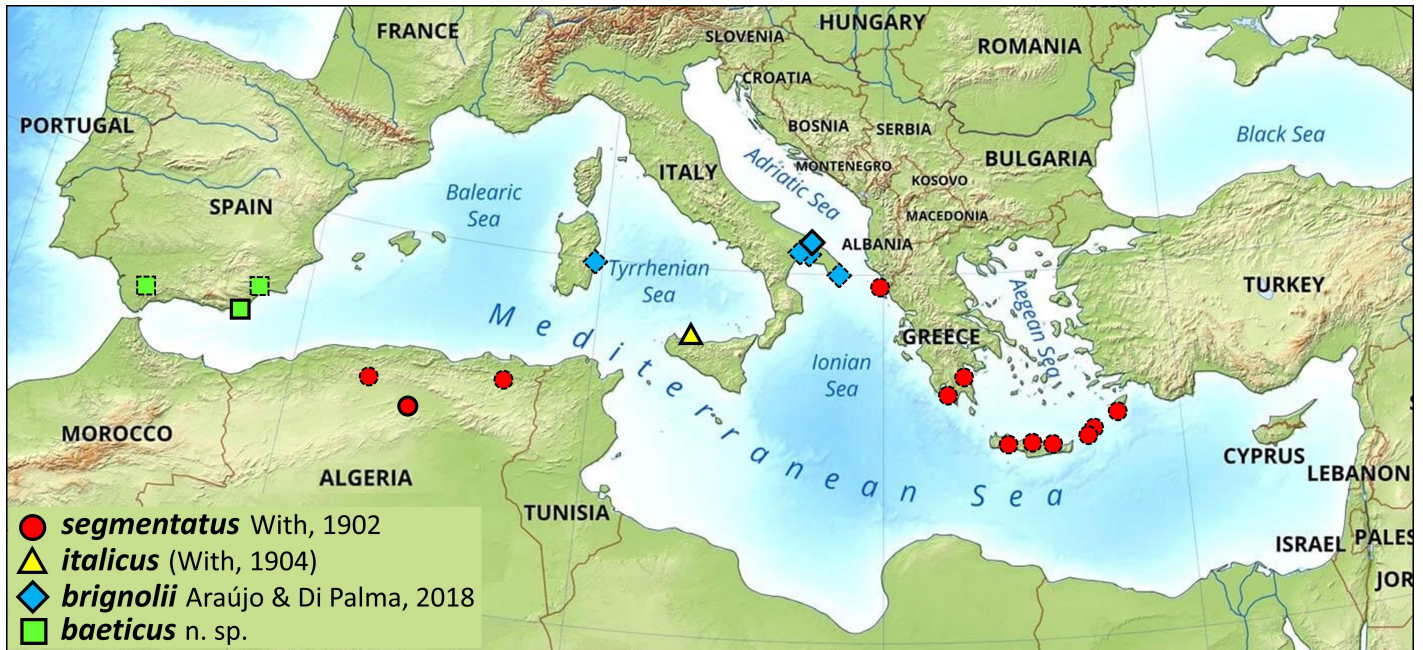 FRANCE
HUNGARY
SLOVENIA
ROMANIA
CROATIA
PORTUGAL
BOSNIA
SERBIA
Black Sea
BULGARIA
ITALY
Adriatic Sea
MONTENEGRO
KOSOVO
Balearic
Sea
SPAIN
MACEDONIA
ALBANIA
Tyrrhenian
Sea
TURKEY
Aegean Sea
GREECE
Mediterranean Sea
Ionian
Sea
MOROCCO
CYPRUS
LEBANON
ALGERIA
TUNISIA
ISRAEL
PALES
JOR
segmentatus With, 1902
italicus (With, 1904)
brignolii Araújo & Di Palma, 2018
baeticus n. sp.